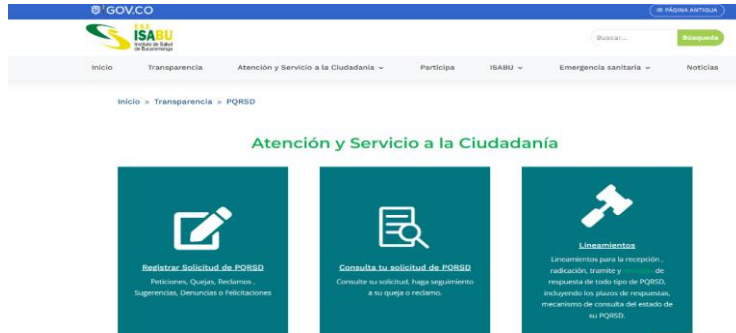 GOV.CO
IR PÁGINA ANTIGUA
E.S.E.
ISABU
Instituto de Salud
de Bucaramanga
Buscar...
Búsqueda
Inicio Transparencia Atención y Servicio a la Ciudadanía Participa ISABU Emergencia sanitaria Noticias
Inicio » Transparencia » PQRSD
Atención y Servicio a la Ciudadanía
Registrar Solicitud de PQRSD
Peticiones, Quejas, Reclamos,
Sugerencias, Denuncias o Felicitaciones
Consulta tu solicitud de PQRSD
Consulte su solicitud, haga seguimiento
a su queja o reclamo.
Lineamientos
Lineamientos para la recepción,
radicación, tramite y de
respuesta de todo tipo de PQRSD,
incluyendo los plazos de respuestas,
mecanismo de consulta del estado de
su PQRSD.